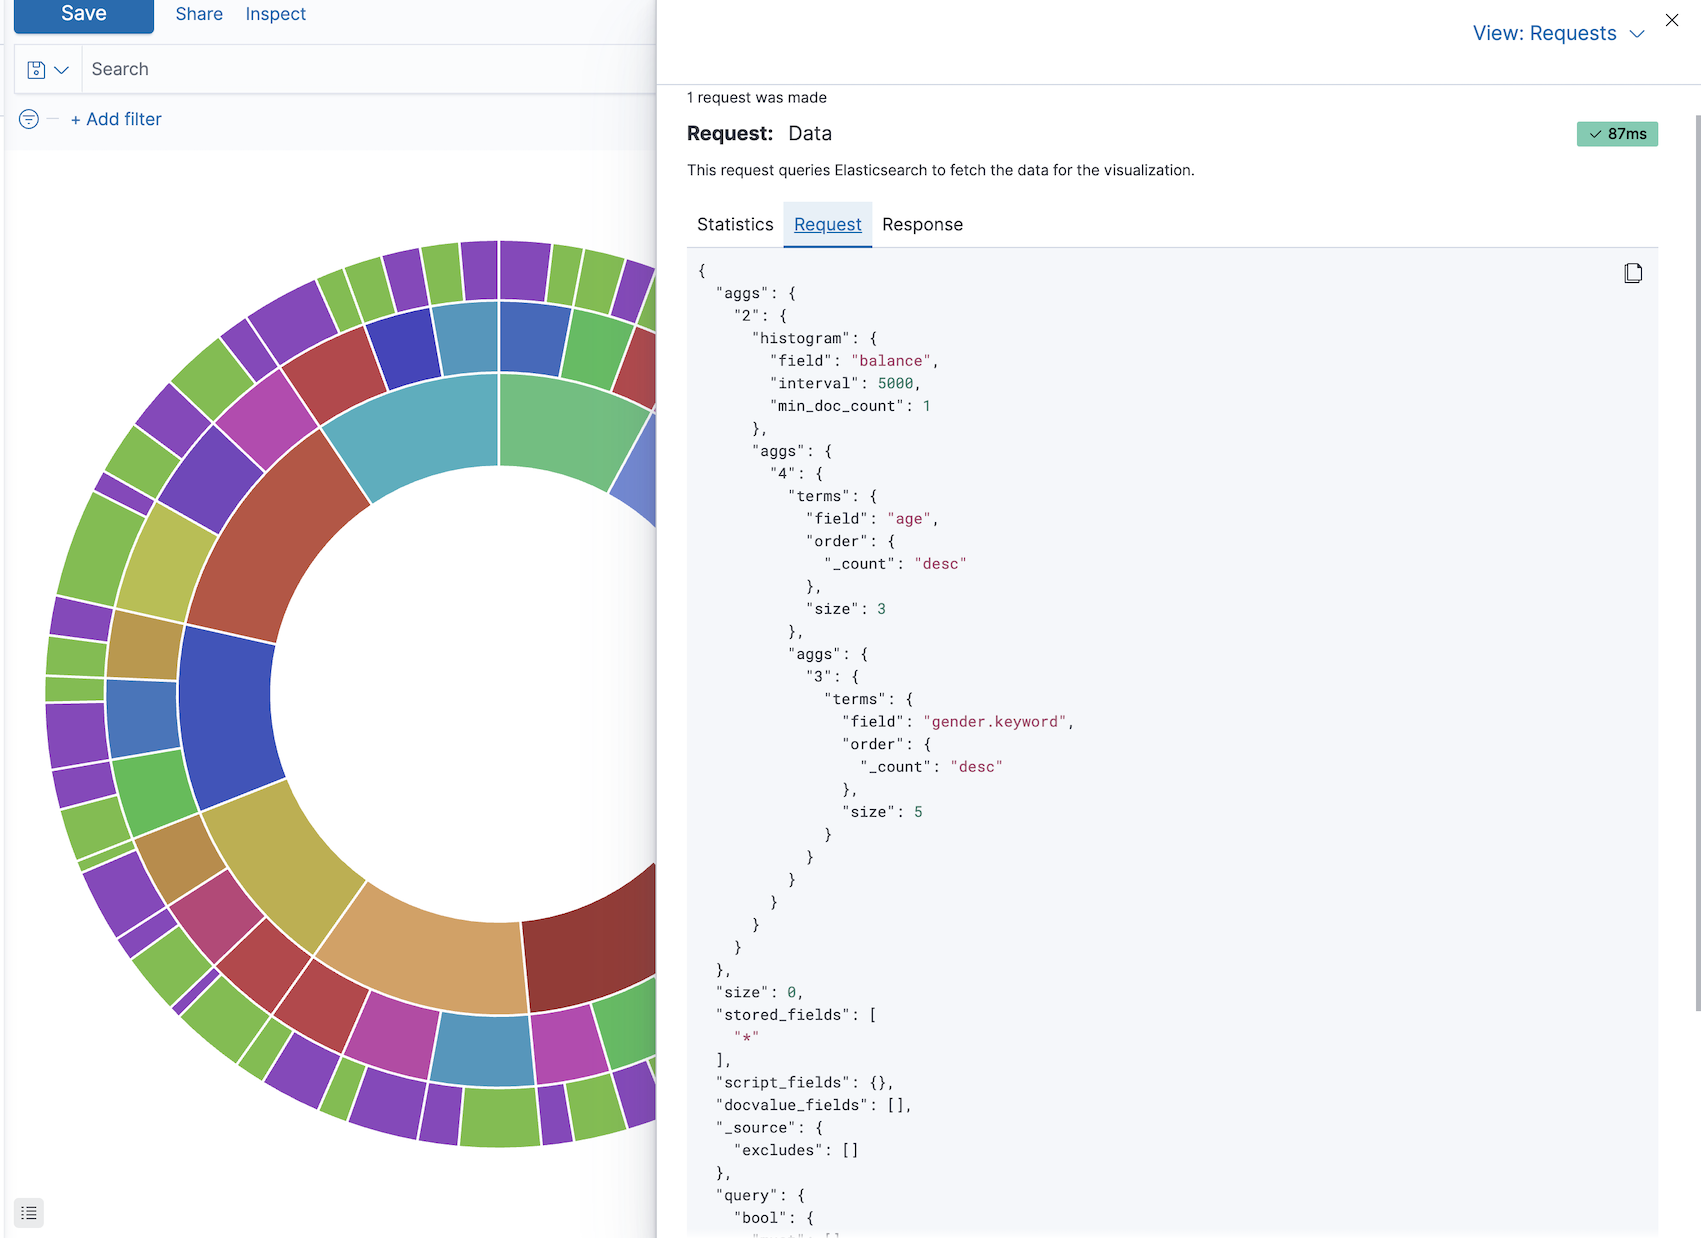 Save Share Inspect
View: Requests
Search
+ Add filter
1 request was made
Request: Data
87ms
This request queries Elasticsearch to fetch the data for the visualization.
Statistics Request Response
{
"aggs": {
"2": {
"histogram": {
"field": "balance",
"interval": 5000,
"min_doc_count": 1
},
"aggs": {
"4": {
"terms": {
"field": "age",
"order": {
"_count": "desc"
},
"size": 3
},
"aggs": {
"3": {
"terms": {
"field": "gender.keyword",
"order": {
"_count": "desc"
},
"size": 5
}
}
}
}
}
}
},
"size": 0,
"stored_fields": [
"*"
],
"script_fields": {},
"docvalue_fields": [],
"_source": {
"excludes": []
},
"query": {
"bool": {